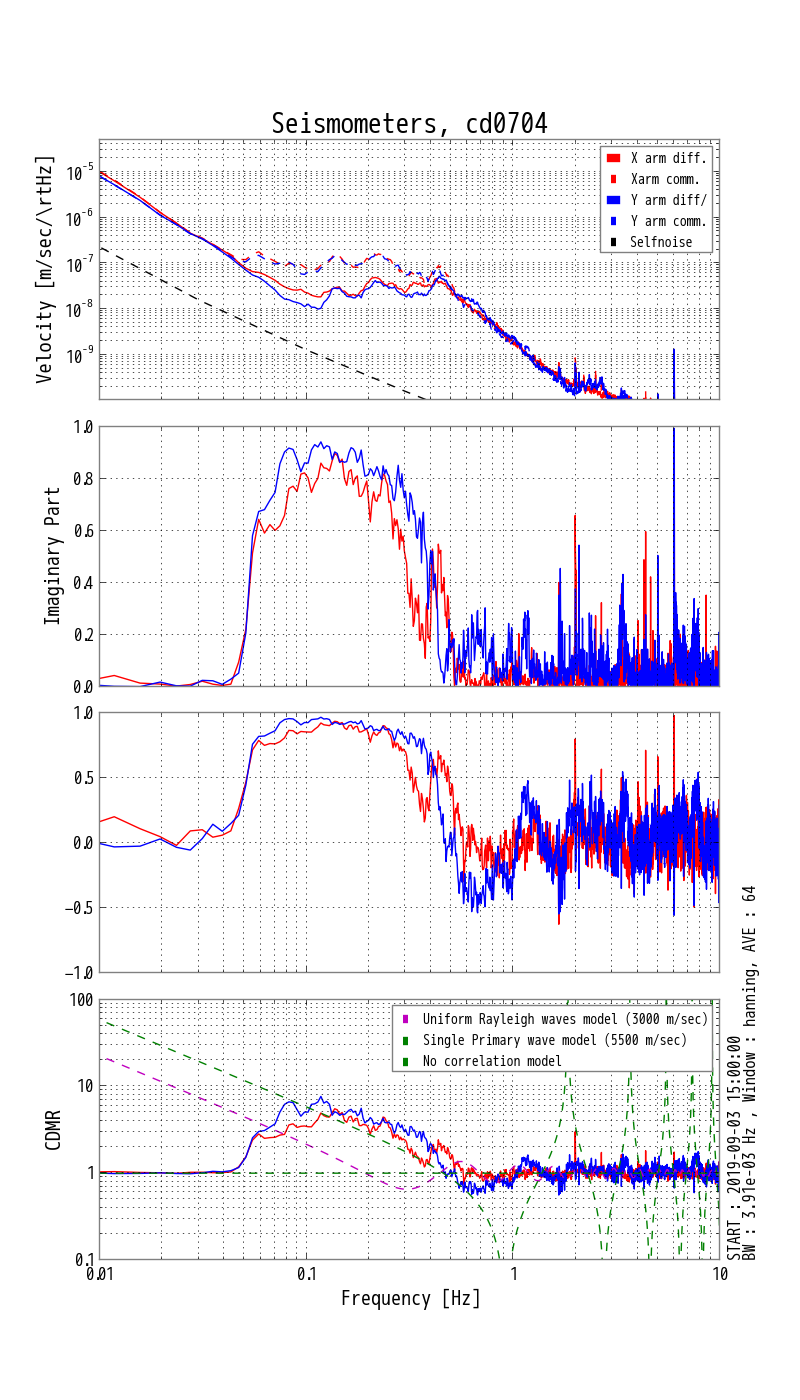 Seismometers, cd0704
Velocity [m/sec/\rtHz]
10^-5
10^-6
10^-7
10^-8
10^-9
X arm diff.
Xarm comm.
Y arm diff/
Y arm comm.
Selfnoise
Imaginary Part
1.0
0.8
0.6
0.4
0.2
0.0
1.0
0.5
0.0
−0.5
−1.0
CDMR
100
10
1
0.1
Uniform Rayleigh waves model (3000 m/sec)
Single Primary wave model (5500 m/sec)
No correlation model
0.01
0.1
1
10
Frequency [Hz]
START : 2019-09-03 15:00:00
BW : 3.91e-03 Hz , Window : hanning, AVE : 64